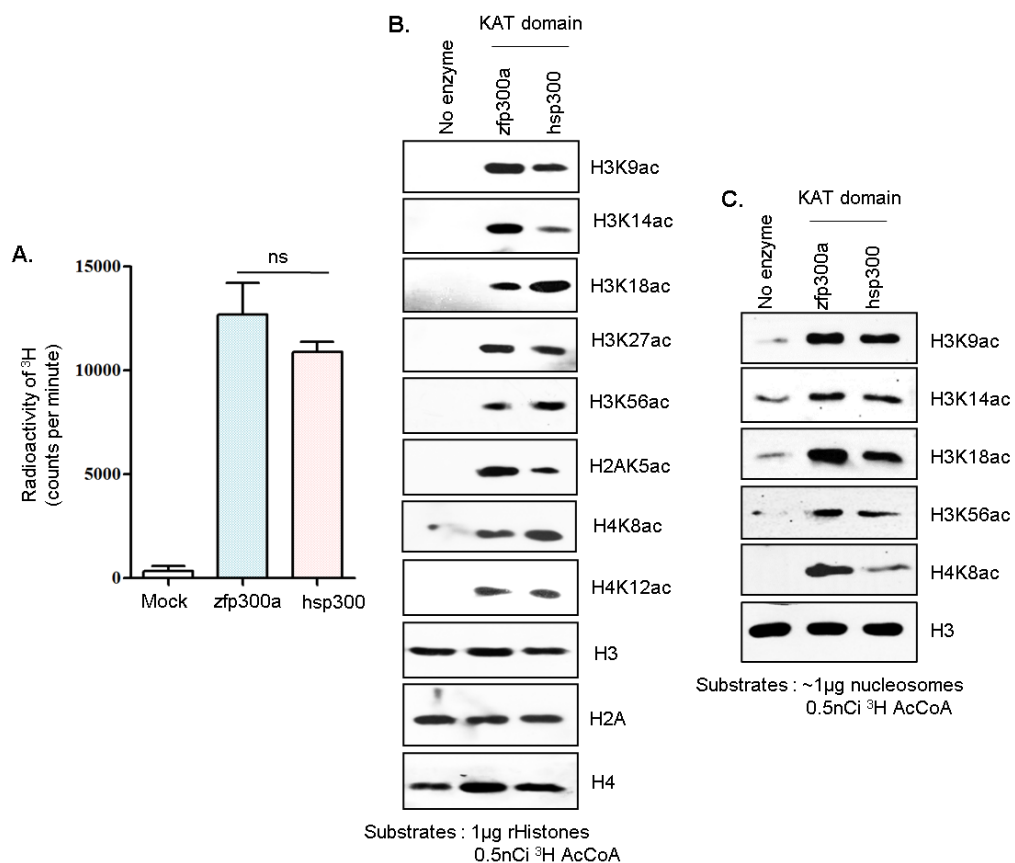 A.
15000
10000
5000
0
Radioactivity of ³H
(counts per minute)
ns
Mock
zfp300a
hsp300
B.
KAT domain
No enzyme
zfp300a
hsp300
H3K9ac
H3K14ac
H3K18ac
H3K27ac
H3K56ac
H2AK5ac
H4K8ac
H4K12ac
H3
H2A
H4
Substrates : 1µg rHistones
0.5nCi ³H AcCoA
C.
KAT domain
No enzyme
zfp300a
hsp300
H3K9ac
H3K14ac
H3K18ac
H3K56ac
H4K8ac
H3
Substrates : ~1µg nucleosomes
0.5nCi ³H AcCoA